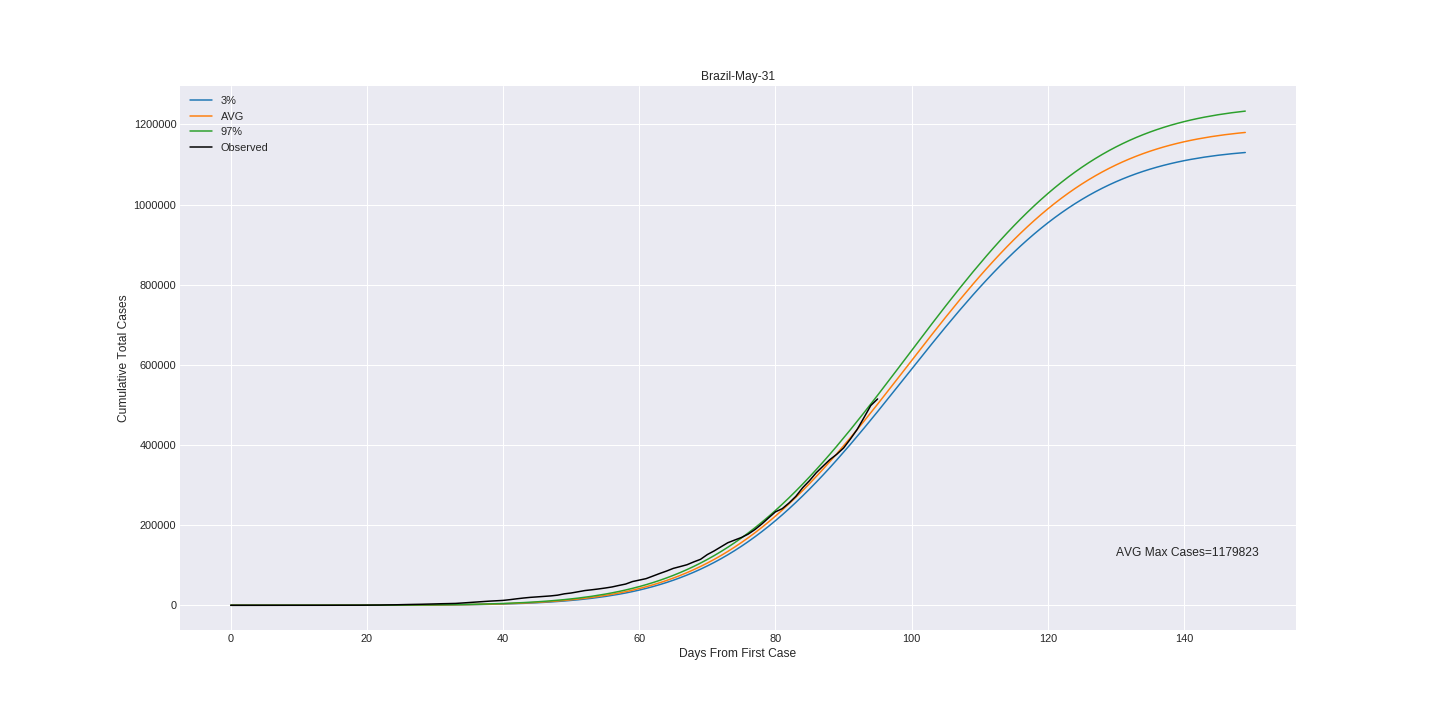 Brazil-May-31
3%
AVG
97%
Observed
1200000
1000000
800000
600000
400000
200000
0
Cumulative Total Cases
AVG Max Cases=1179823
0 20 40 60 80 100 120 140
Days From First Case